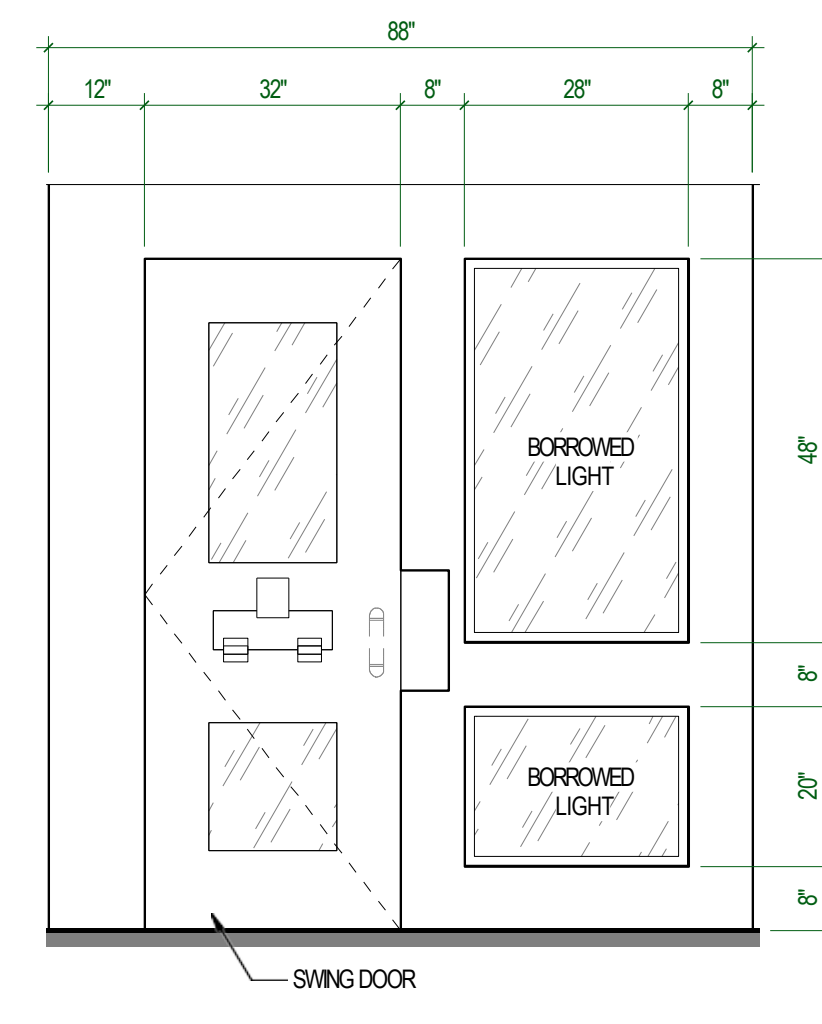 88"
12"
32"
8"
28"
8"
BORROWED
LIGHT
48"
8"
BORROWED
LIGHT
20"
8"
SWING DOOR